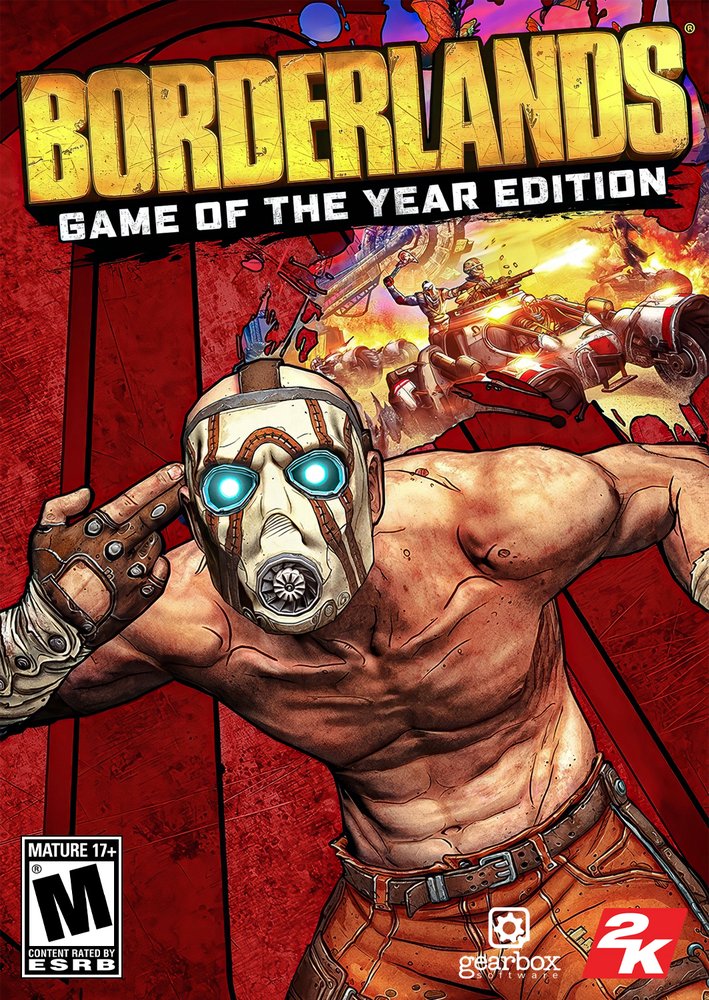 BORDERLANDS®
GAME OF THE YEAR EDITION
MATURE 17+
M®
CONTENT RATED BY
ESRB
gearbox
software
2K